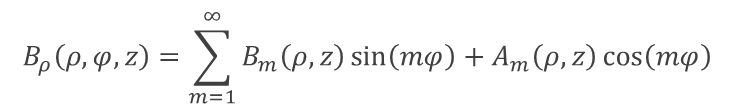 B_ρ(ρ, φ, z) = ∑_{m=1}^{∞} B_m(ρ, z) sin(mφ) + A_m(ρ, z) cos(mφ)